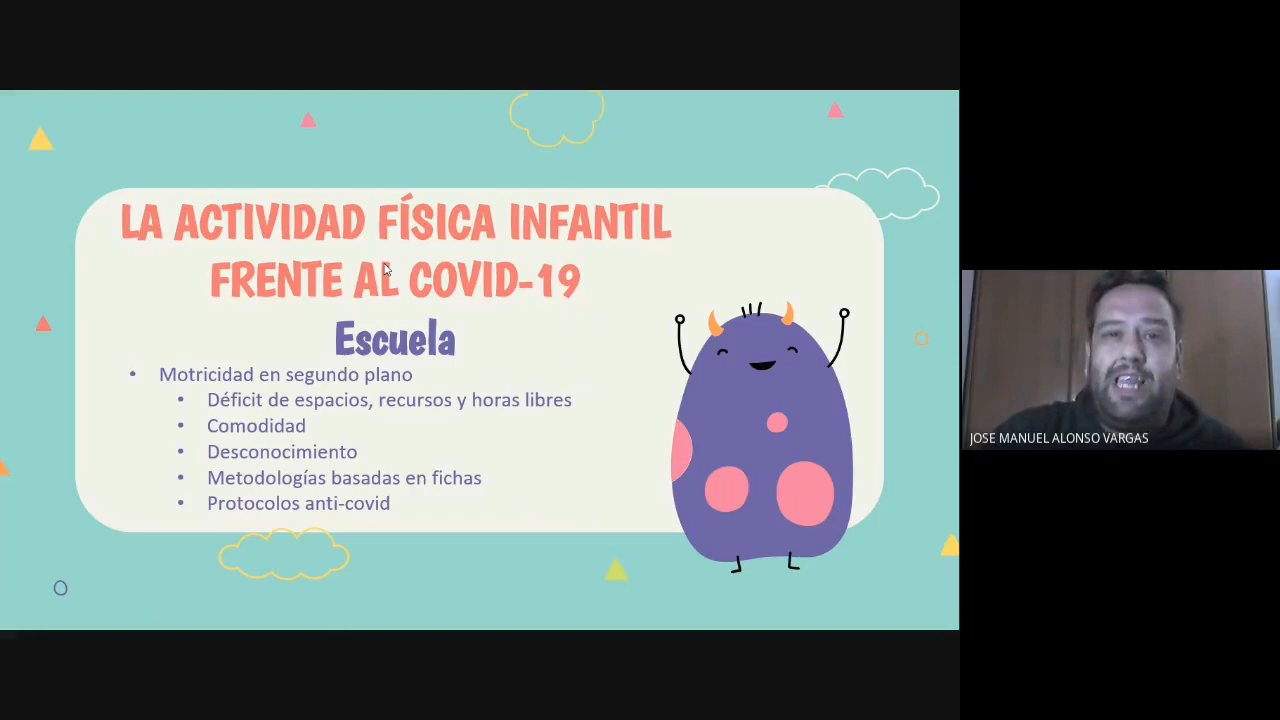 LA ACTIVIDAD FÍSICA INFANTIL
FRENTE AL COVID-19
Escuela
• Motricidad en segundo plano
• Déficit de espacios, recursos y horas libres
• Comodidad
• Desconocimiento
• Metodologías basadas en fichas
• Protocolos anti-covid
JOSE MANUEL ALONSO VARGAS